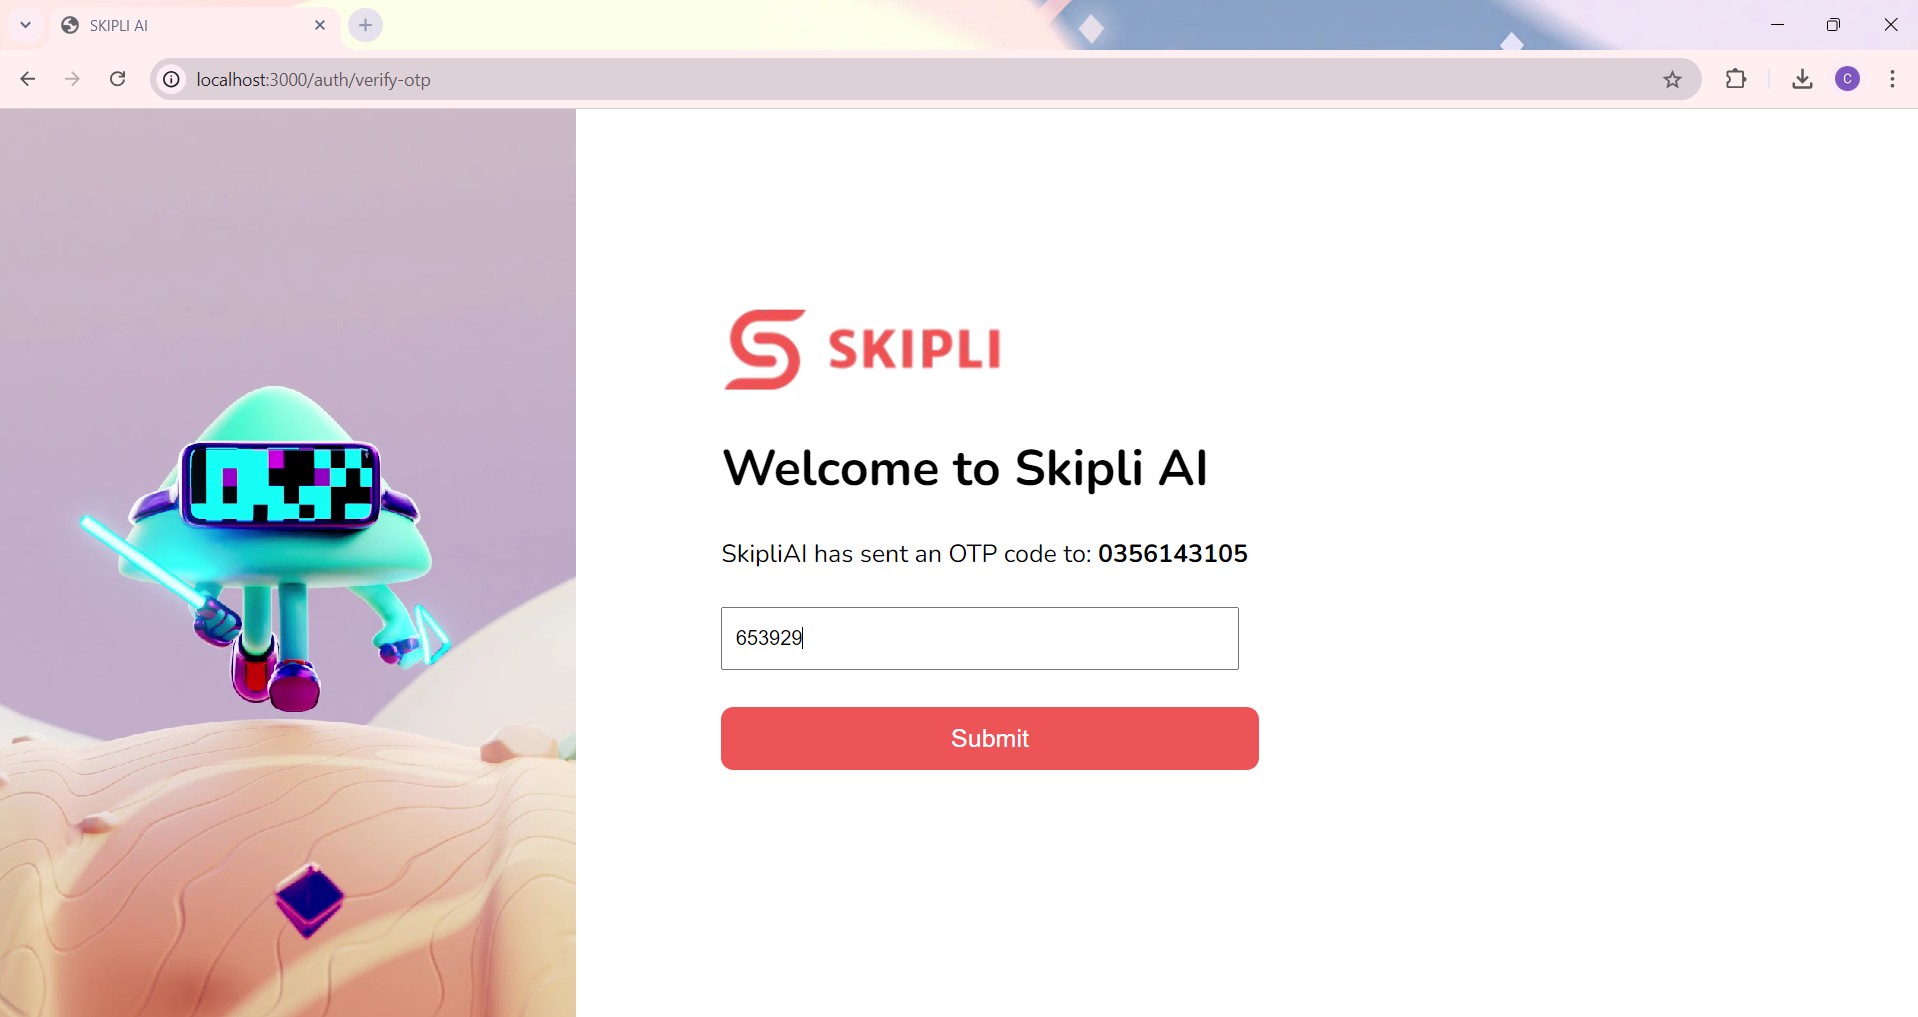 SKIPLI AI
localhost:3000/auth/verify-otp
C
SKIPLI
Welcome to Skipli AI
SkipliAI has sent an OTP code to: 0356143105
653929
Submit